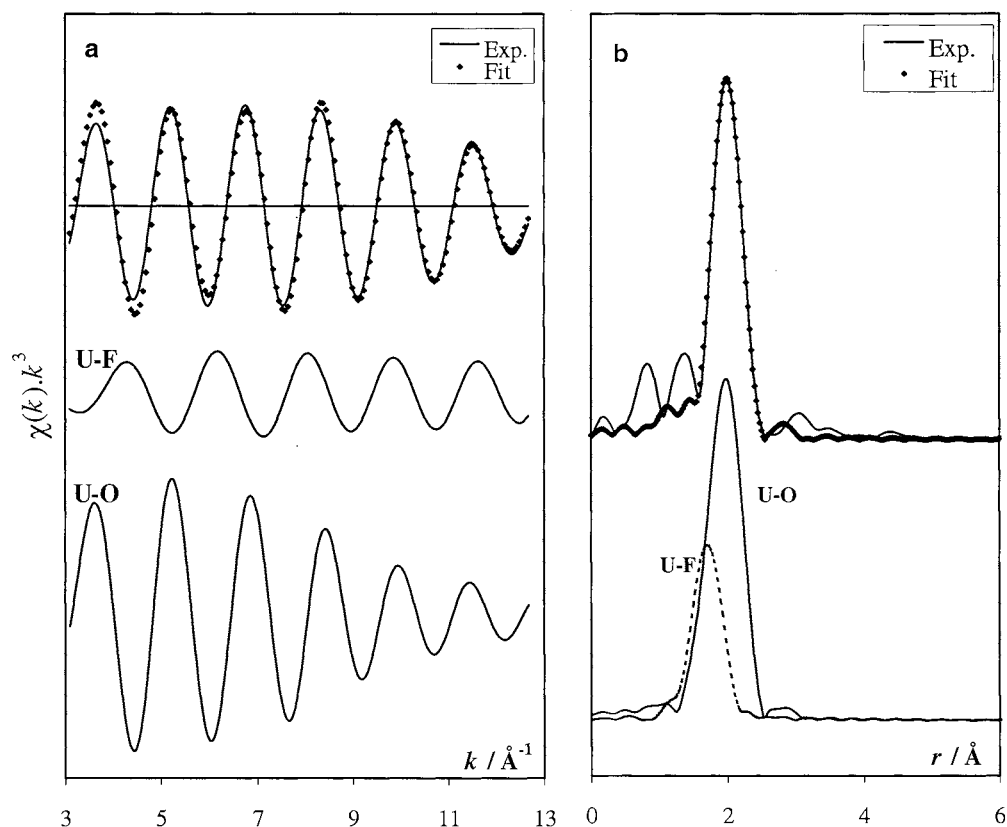 a
Exp.
Fit
χ(k).k³
U-F
U-O
k / Å⁻¹
3 5 7 9 11 13
b
Exp.
Fit
U-O
U-F
r / Å
0 2 4 6